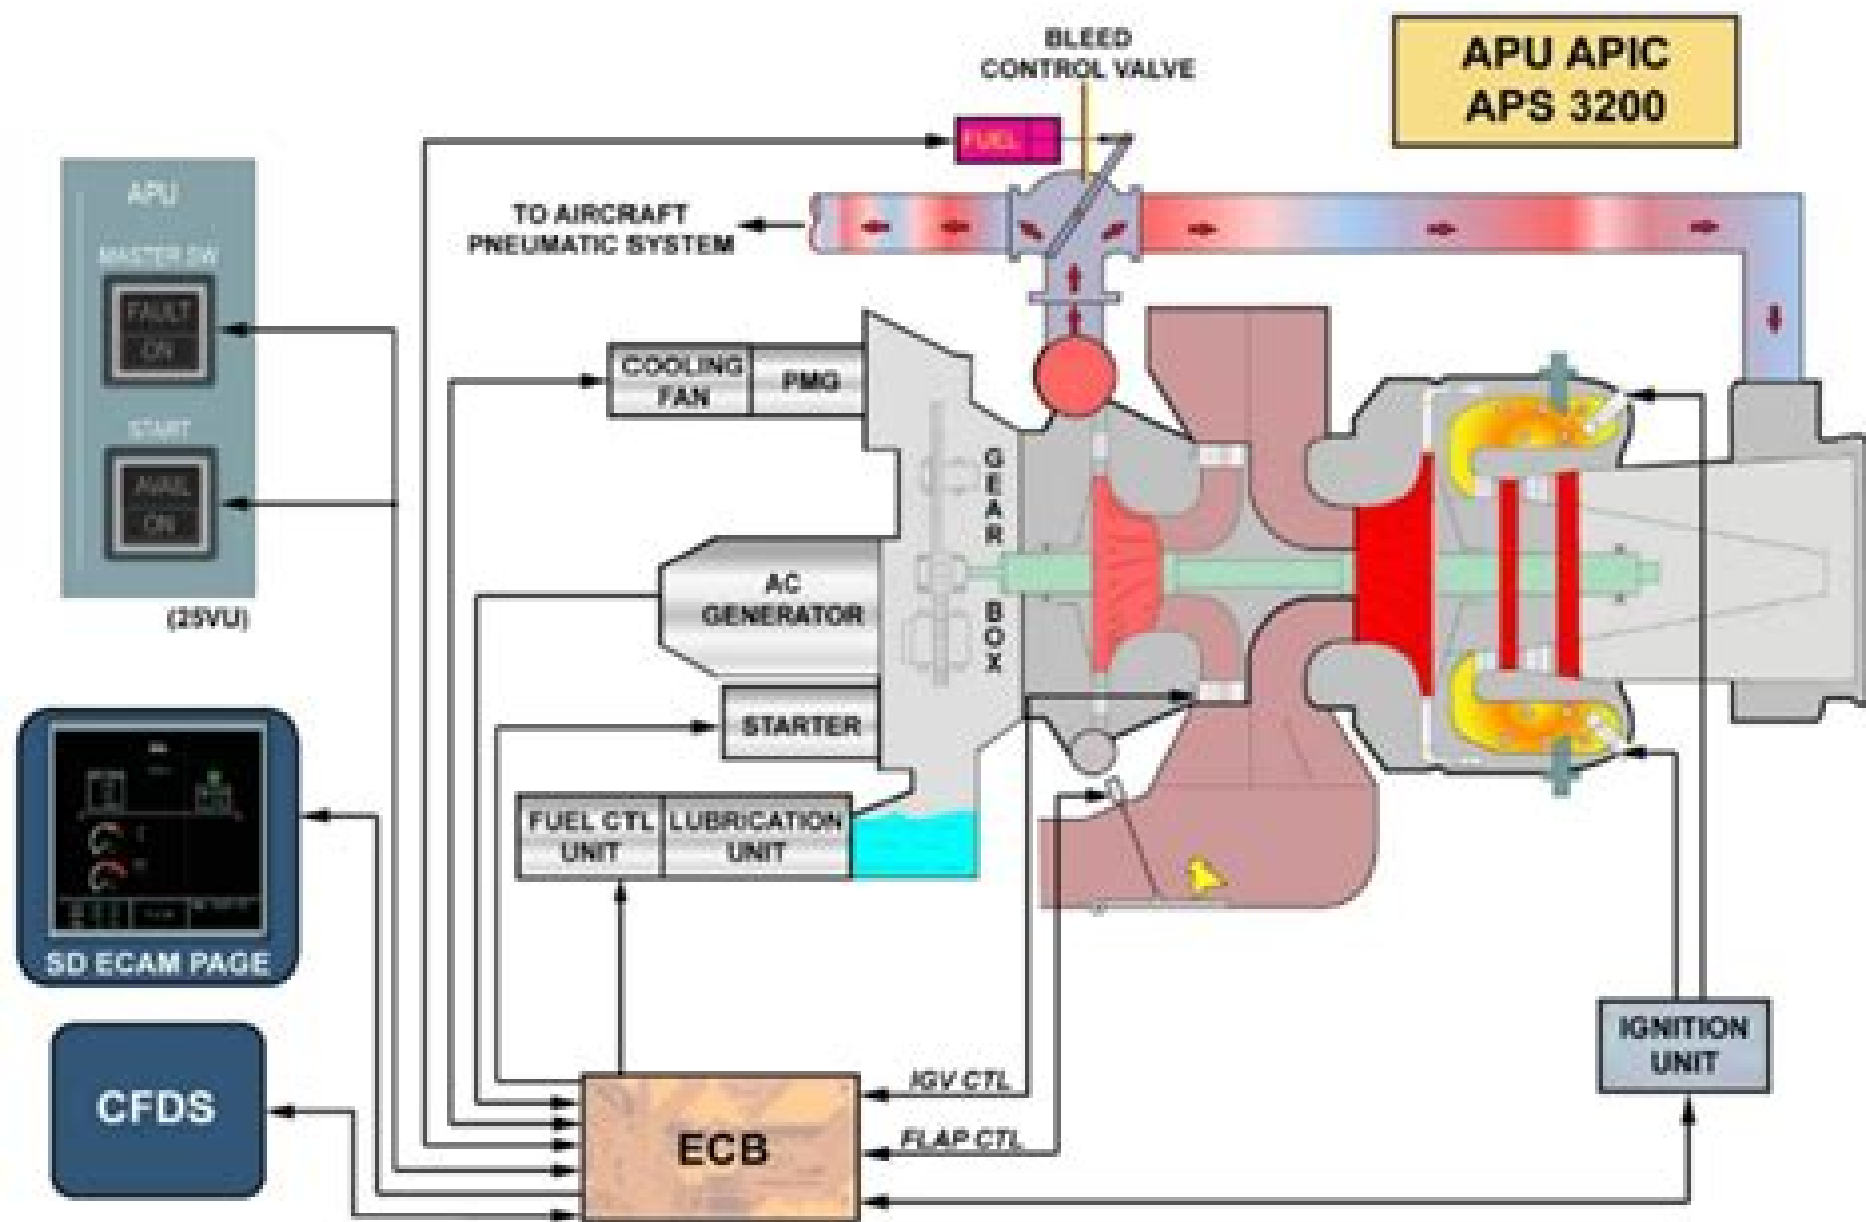 BLEED
CONTROL VALVE
APU APIC
APS 3200
FUEL
APU
TO AIRCRAFT
PNEUMATIC SYSTEM
MASTER SW
FAULT
ON
COOLING
FAN
PMG
START
AVAIL
ON
GEAR BOX
AC
GENERATOR
(25VU)
STARTER
FUEL CTL
UNIT
LUBRICATION
UNIT
SD ECAM PAGE
IGNITION
UNIT
IGV CTL
CFDS
ECB
FLAP CTL